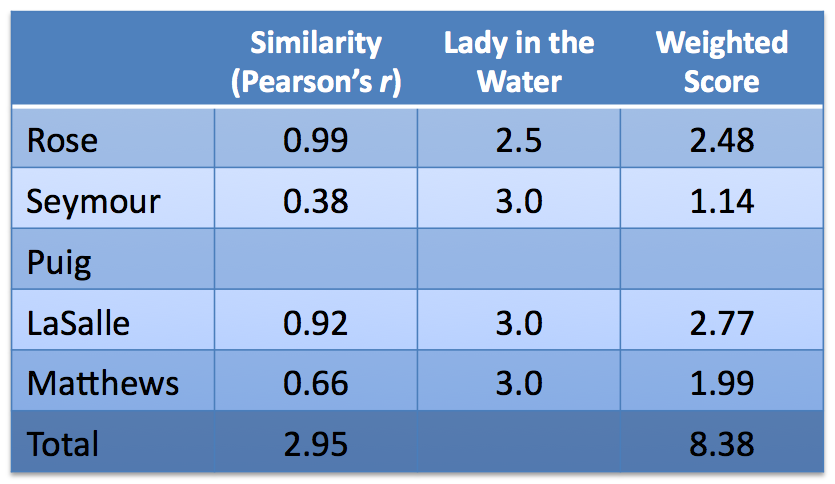 Similarity Lady in the Weighted
(Pearson's r) Water Score
Rose 0.99 2.5 2.48
Seymour 0.38 3.0 1.14
Puig
LaSalle 0.92 3.0 2.77
Matthews 0.66 3.0 1.99
Total 2.95 8.38